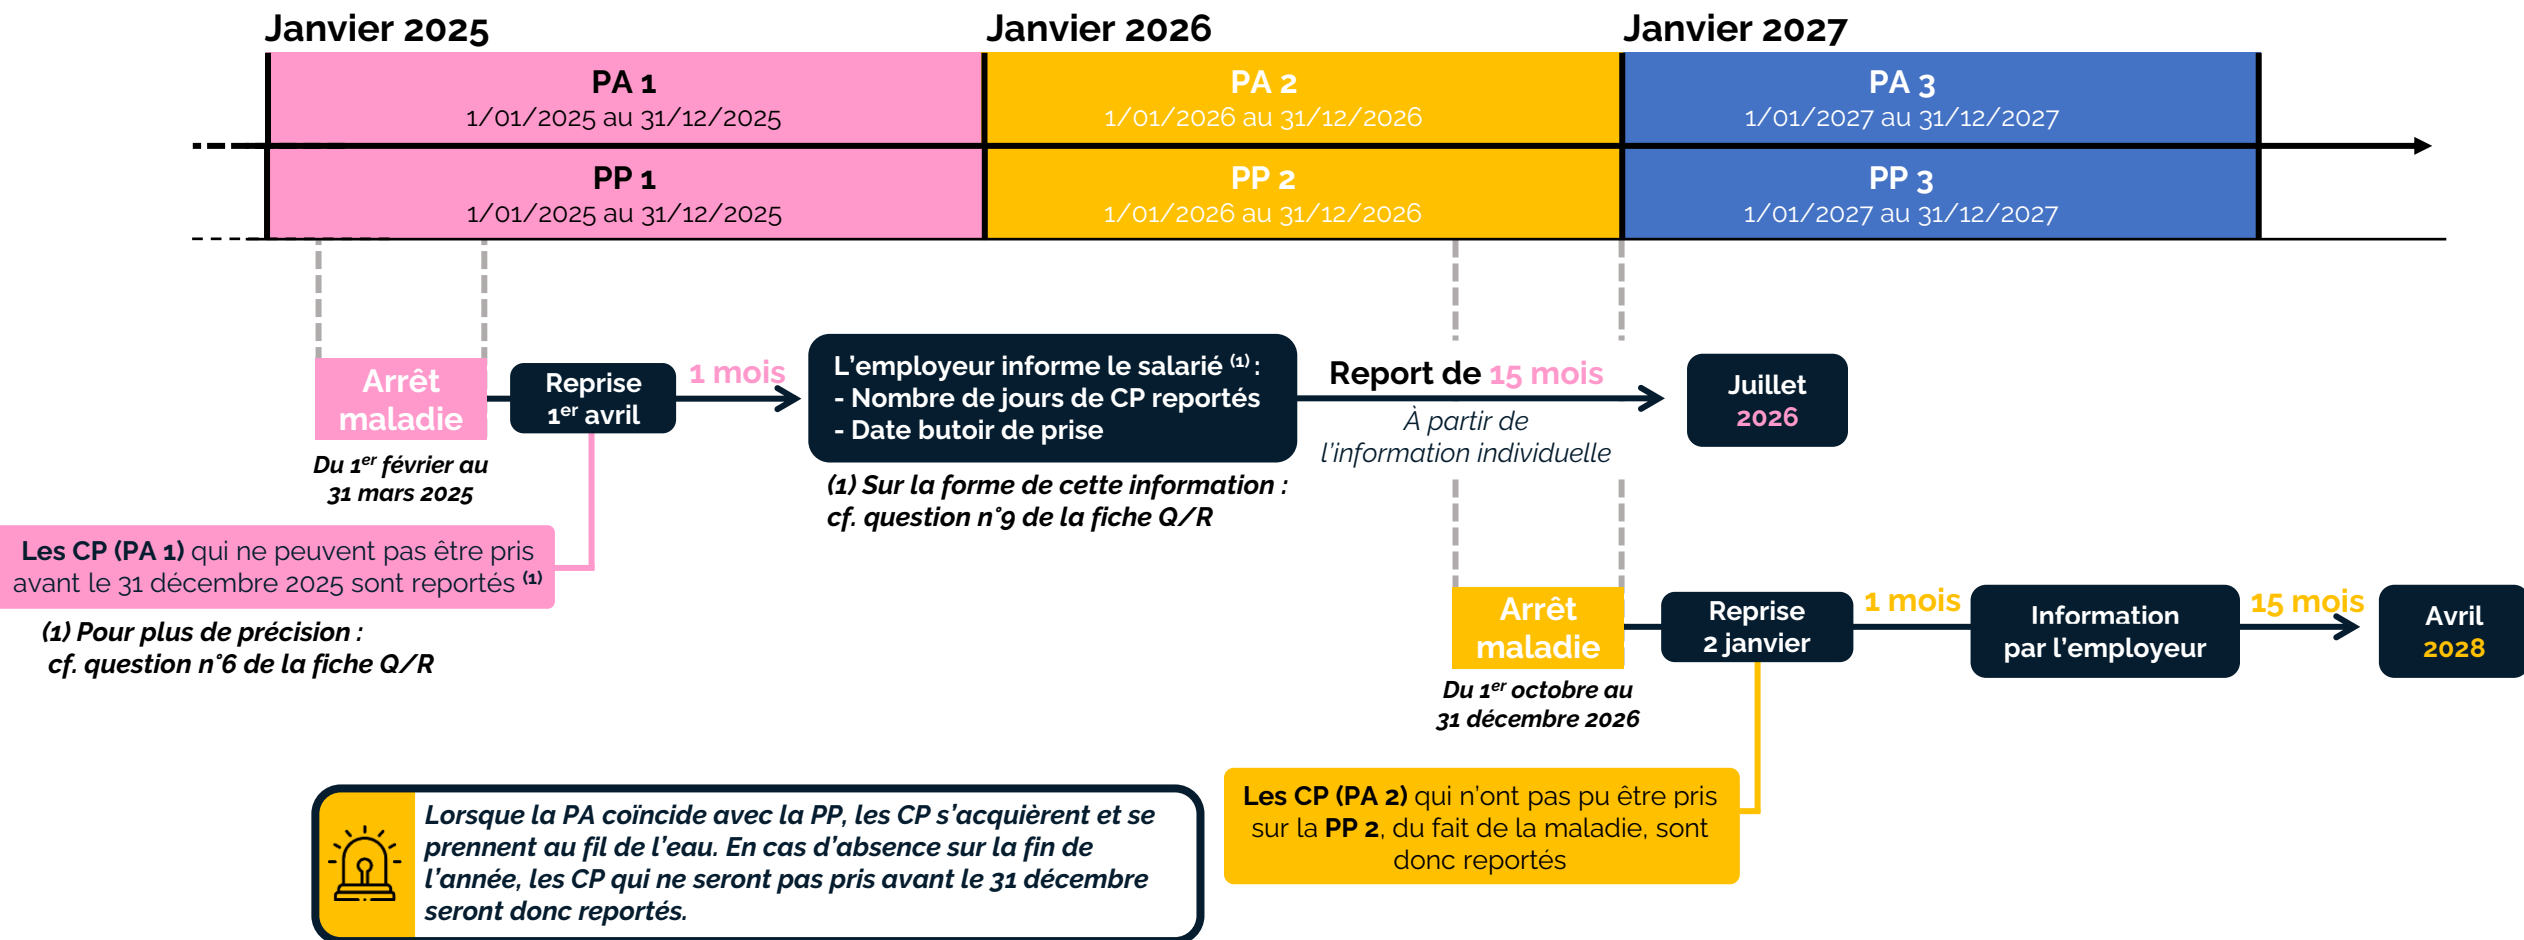 Janvier 2025
Janvier 2026
Janvier 2027
PA 1
1/01/2025 au 31/12/2025
PA 2
1/01/2026 au 31/12/2026
PA 3
1/01/2027 au 31/12/2027
PP 1
1/01/2025 au 31/12/2025
PP 2
1/01/2026 au 31/12/2026
PP 3
1/01/2027 au 31/12/2027
Arrêt
maladie
Du 1er février au
31 mars 2025
Reprise
1er avril
1 mois
L'employeur informe le salarié (1) :
- Nombre de jours de CP reportés
- Date butoir de prise
(1) Sur la forme de cette information :
cf. question n°9 de la fiche Q/R
Report de 15 mois
À partir de
l'information individuelle
Juillet
2026
Les CP (PA 1) qui ne peuvent pas être pris
avant le 31 décembre 2025 sont reportés (1)
(1) Pour plus de précision :
cf. question n°6 de la fiche Q/R
Arrêt
maladie
Du 1er octobre au
31 décembre 2026
Reprise
2 janvier
1 mois
Information
par l'employeur
15 mois
Avril
2028
Les CP (PA 2) qui n'ont pas pu être pris
sur la PP 2, du fait de la maladie, sont
donc reportés
Lorsque la PA coïncide avec la PP, les CP s'acquièrent et se
prennent au fil de l'eau. En cas d'absence sur la fin de
l'année, les CP qui ne seront pas pris avant le 31 décembre
seront donc reportés.